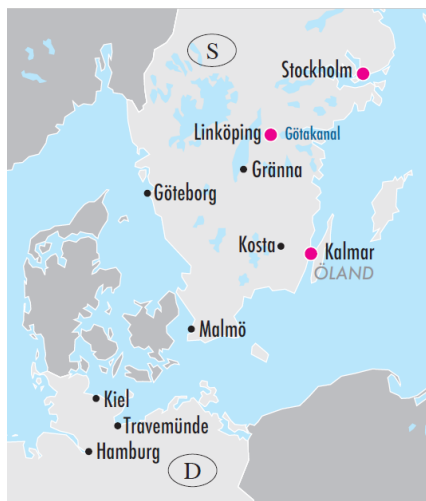 S
Stockholm
Linköping
Götakanal
Gränna
Göteborg
Kosta
Kalmar
ÖLAND
Malmö
Kiel
Travemünde
Hamburg
D